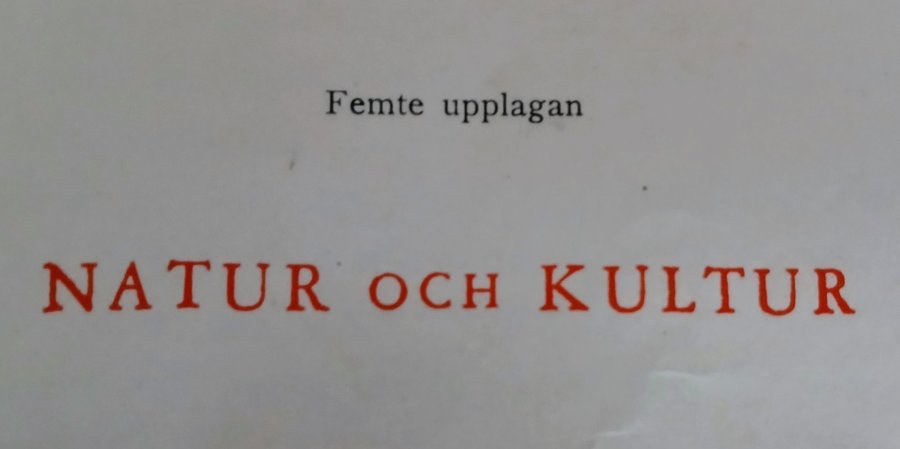 Femte upplagan
NATUR OCH KULTUR